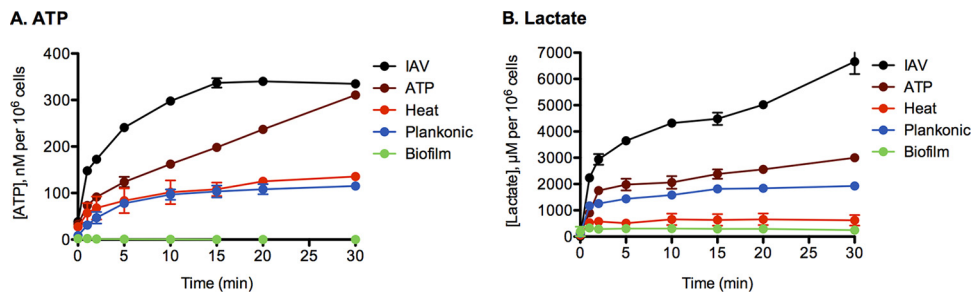 A. ATP
[ATP], nM per 10⁶ cells
400
300
200
100
0
0 5 10 15 20 25 30
Time (min)
IAV
ATP
Heat
Plankonic
Biofilm
B. Lactate
[Lactate], µM per 10⁶ cells
7000
6000
5000
4000
3000
2000
1000
0
0 5 10 15 20 25 30
Time (min)
IAV
ATP
Heat
Plankonic
Biofilm